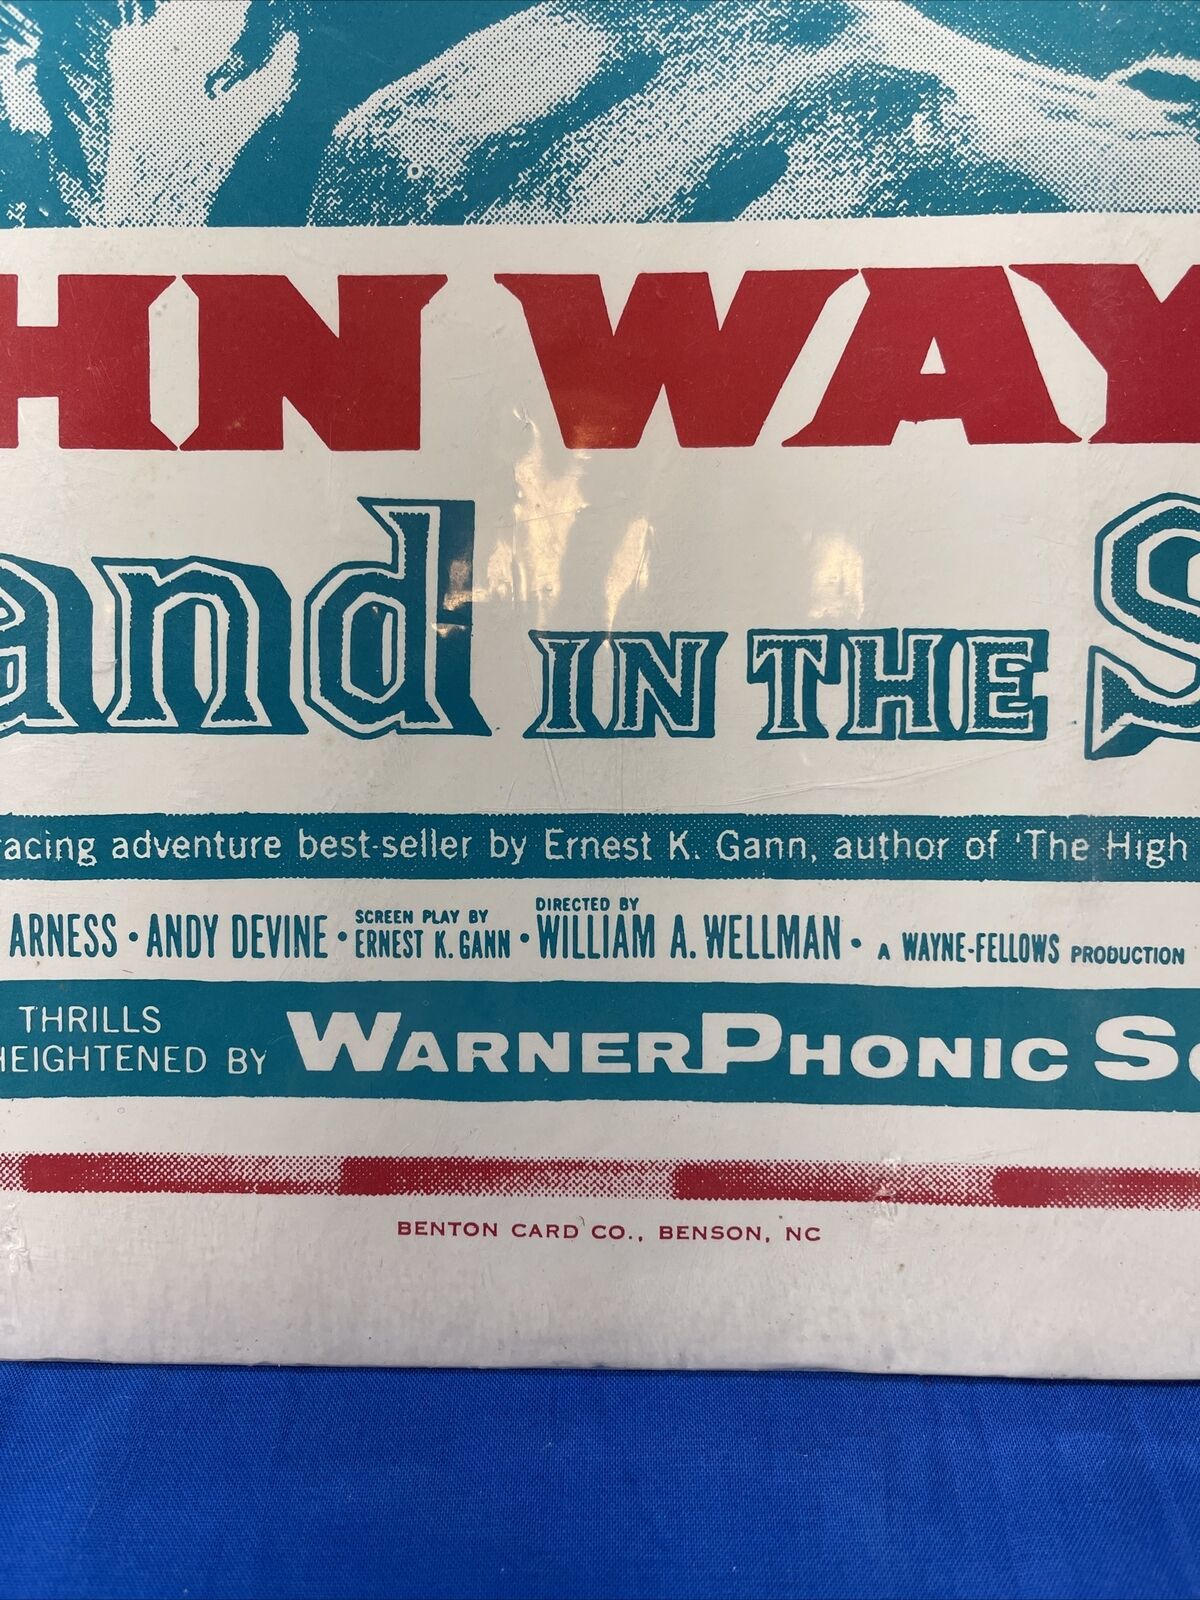 HN WAY
and IN THE S
racing adventure best-seller by Ernest K. Gann, author of 'The High
ARNESS • ANDY DEVINE • SCREEN PLAY BY ERNEST K. GANN • DIRECTED BY WILLIAM A. WELLMAN • A WAYNE-FELLOWS PRODUCTION
THRILLS
HEIGHTENED BY WARNERPHONIC S
BENTON CARD CO., BENSON, NC